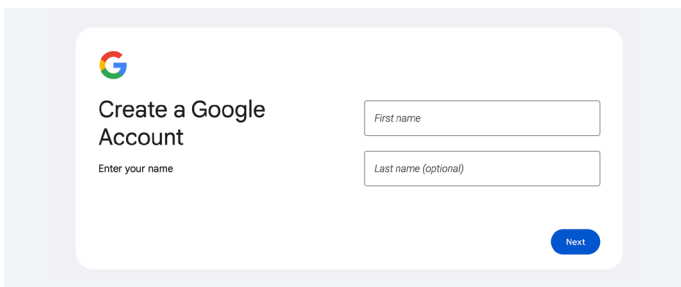 Create a Google
Account
Enter your name
First name
Last name (optional)
Next